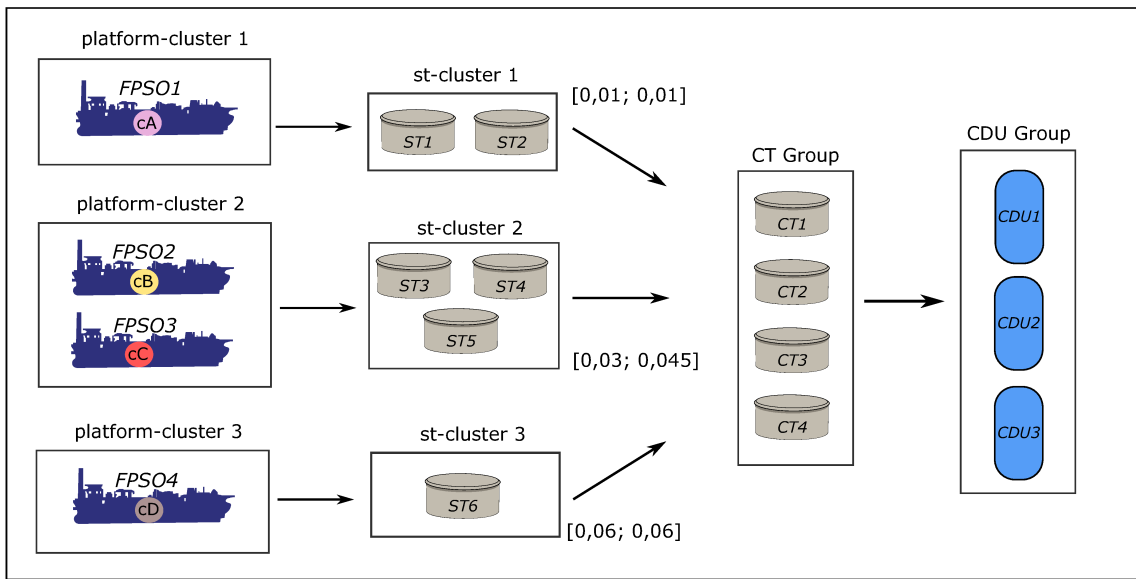 platform-cluster 1
FPSO1
cA
st-cluster 1
ST1
ST2
[0,01; 0,01]
platform-cluster 2
FPSO2
cB
FPSO3
cC
st-cluster 2
ST3
ST4
ST5
[0,03; 0,045]
platform-cluster 3
FPSO4
cD
st-cluster 3
ST6
[0,06; 0,06]
CT Group
CT1
CT2
CT3
CT4
CDU Group
CDU1
CDU2
CDU3